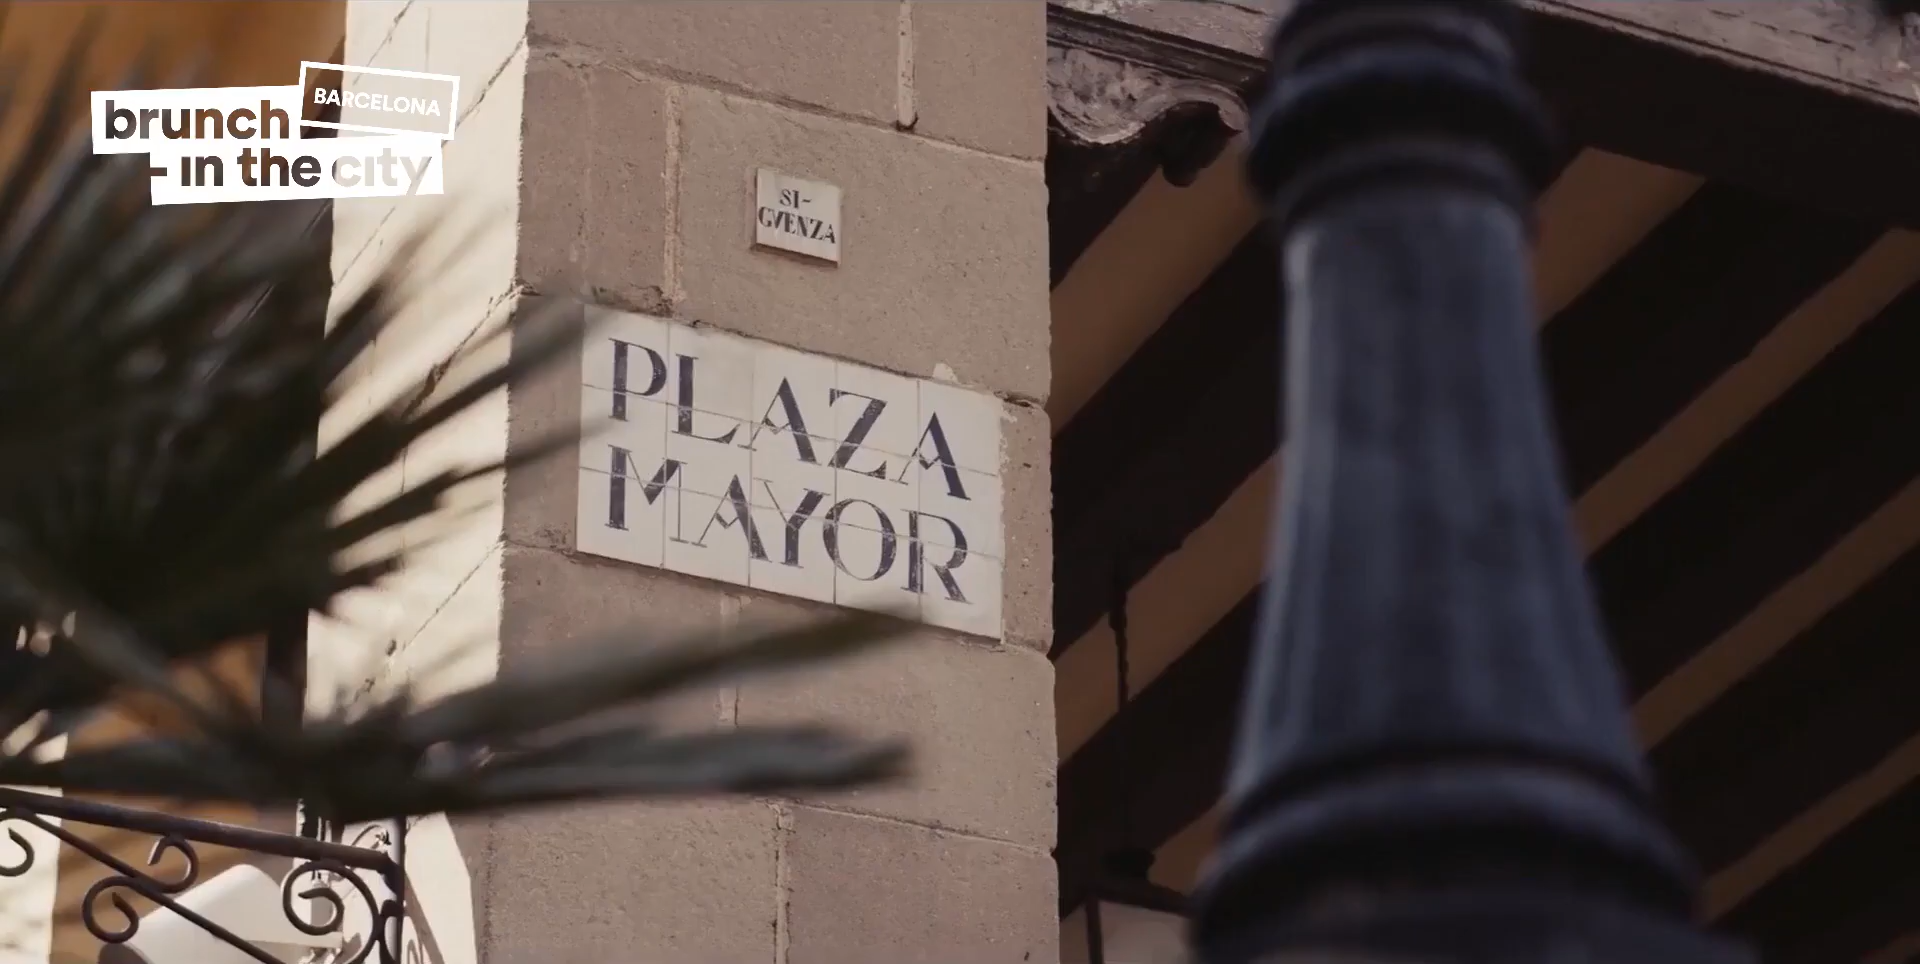 BARCELONA
brunch
- in the city
SI-
GVENZA
PLAZA
MAYOR